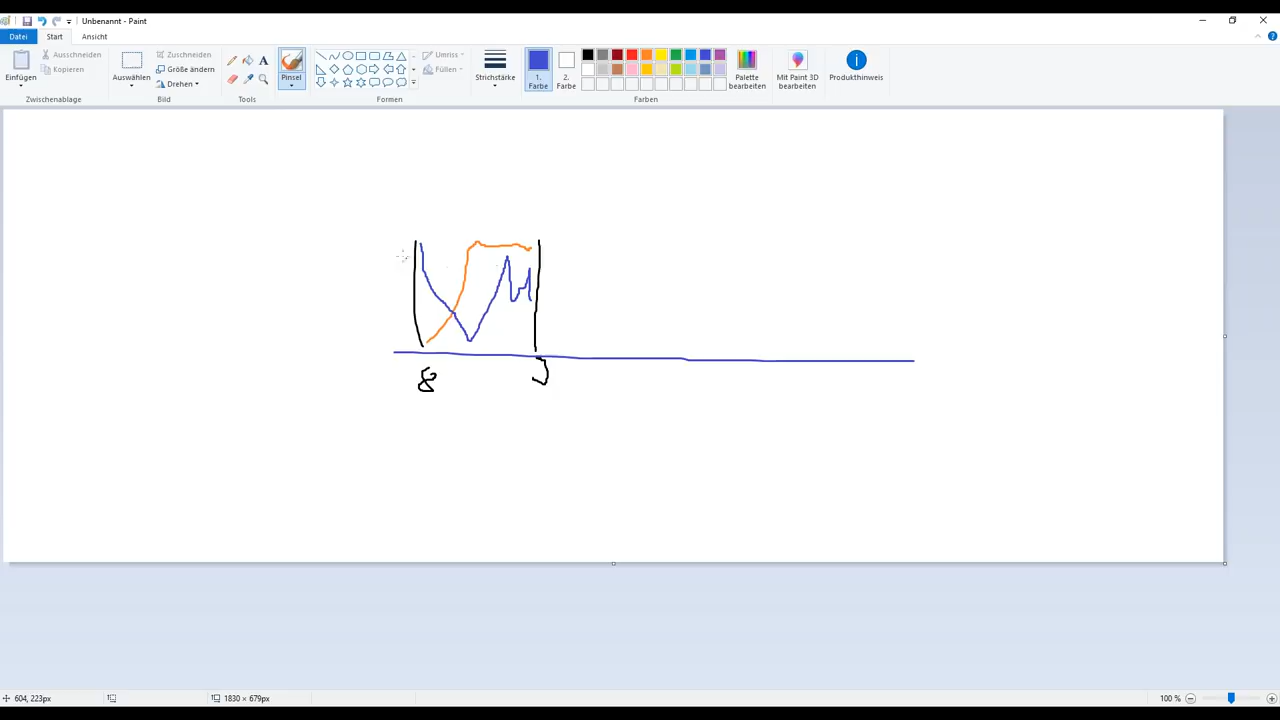 Unbenannt - Paint
Datei Start Ansicht
Einfügen
Ausschneiden
Kopieren
Zwischenablage
Auswählen
Zuschneiden
Größe ändern
Drehen
Bild
Tools
Pinsel
Formen
Umriss
Füllen
Strichstärke
1. Farbe
2. Farbe
Farben
Palette bearbeiten
Mit Paint 3D bearbeiten
Produkthinweis
8
604, 223px
1830 × 679px
100 %